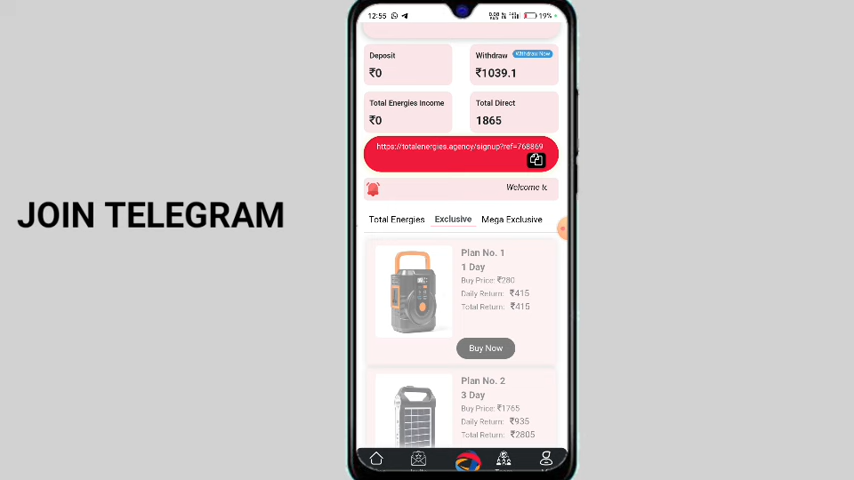 JOIN TELEGRAM
12:55
19%
Deposit
₹0
Withdraw
Withdraw Now
₹1039.1
Total Energies Income
₹0
Total Direct
1865
https://totalenergies.agency/signup?ref=768869
Welcome to
Total Energies Exclusive Mega Exclusive
Plan No. 1
1 Day
Buy Price: ₹280
Daily Return: ₹415
Total Return: ₹415
Buy Now
Plan No. 2
3 Day
Buy Price: ₹1765
Daily Return: ₹935
Total Return: ₹2805